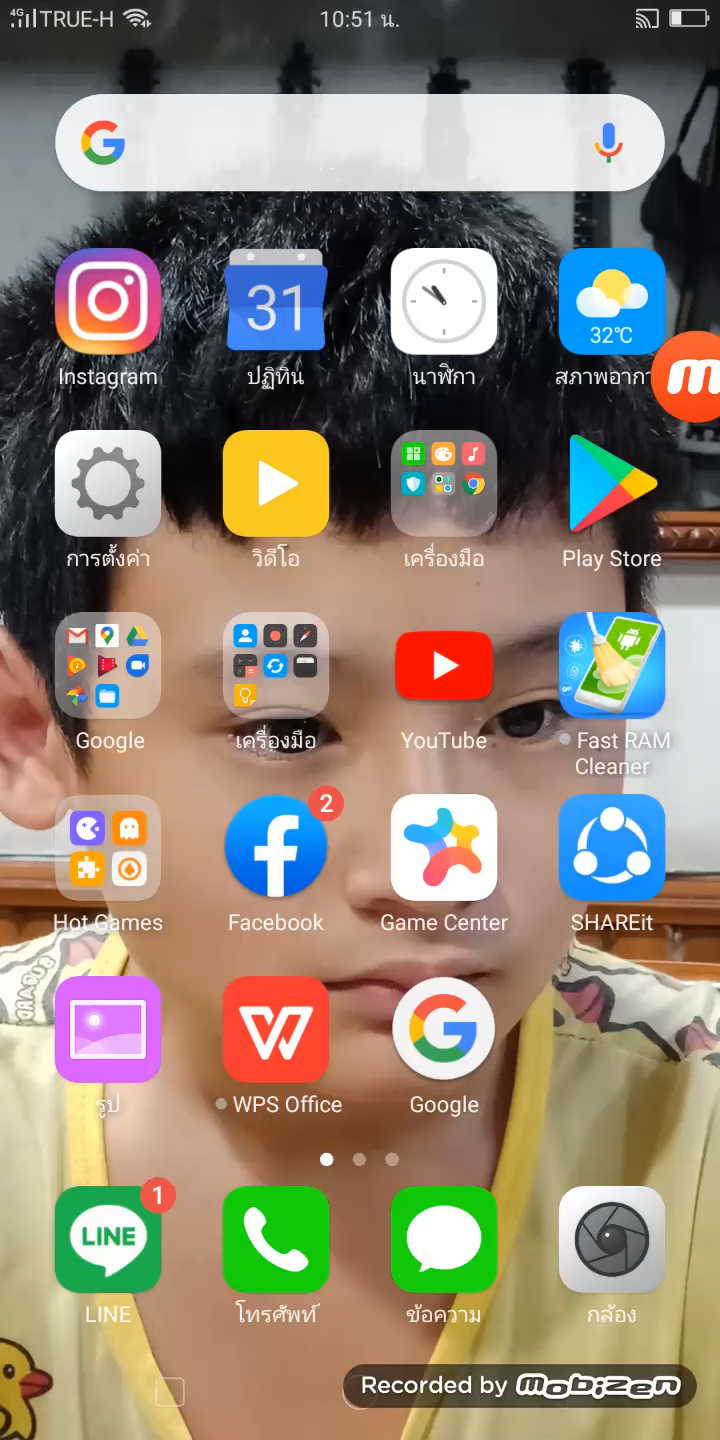 4G TRUE-H 10:51 น.
31
32°C
Instagram ปฏิทิน นาฬิกา สภาพอากา
การตั้งค่า วิดีโอ เครื่องมือ Play Store
Google เครื่องมือ YouTube Fast RAM
Cleaner
2
Hot Games Facebook Game Center SHAREit
รูป WPS Office Google
1
LINE
LINE โทรศัพท์ ข้อความ กล้อง
Recorded by mobizen